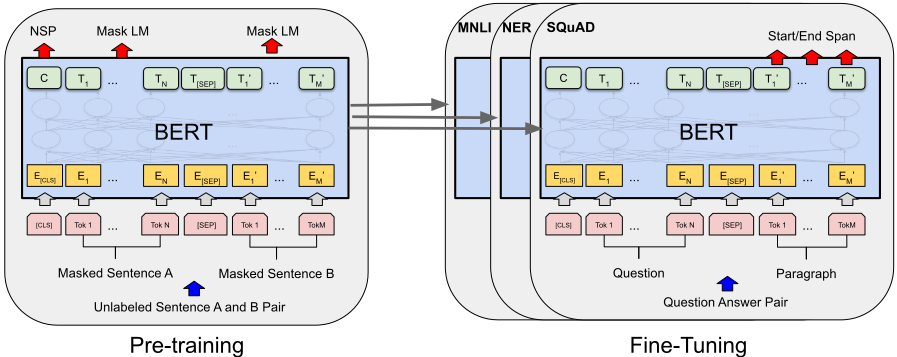 NSP Mask LM Mask LM
C T1 ... TN T[SEP] T1' ... TM'
BERT
E[CLS] E1 ... EN E[SEP] E1' ... EM'
[CLS] Tok 1 ... Tok N [SEP] Tok 1 ... TokM
Masked Sentence A Masked Sentence B
Unlabeled Sentence A and B Pair
Pre-training
MNLI NER SQuAD
Start/End Span
C T1 ... TN T[SEP] T1' ... TM'
BERT
E[CLS] E1 ... EN E[SEP] E1' ... EM'
[CLS] Tok 1 ... Tok N [SEP] Tok 1 ... TokM
Question Paragraph
Question Answer Pair
Fine-Tuning